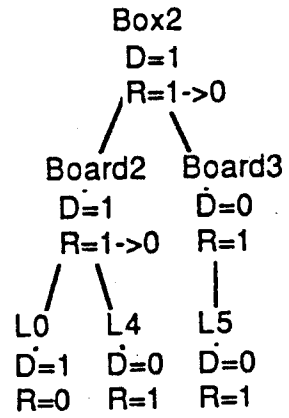 Box2
D=1
R=1->0
Board2 Board3
D=1 D=0
R=1->0 R=1
L0 L4 L5
D=1 D=0 D=0
R=0 R=1 R=1